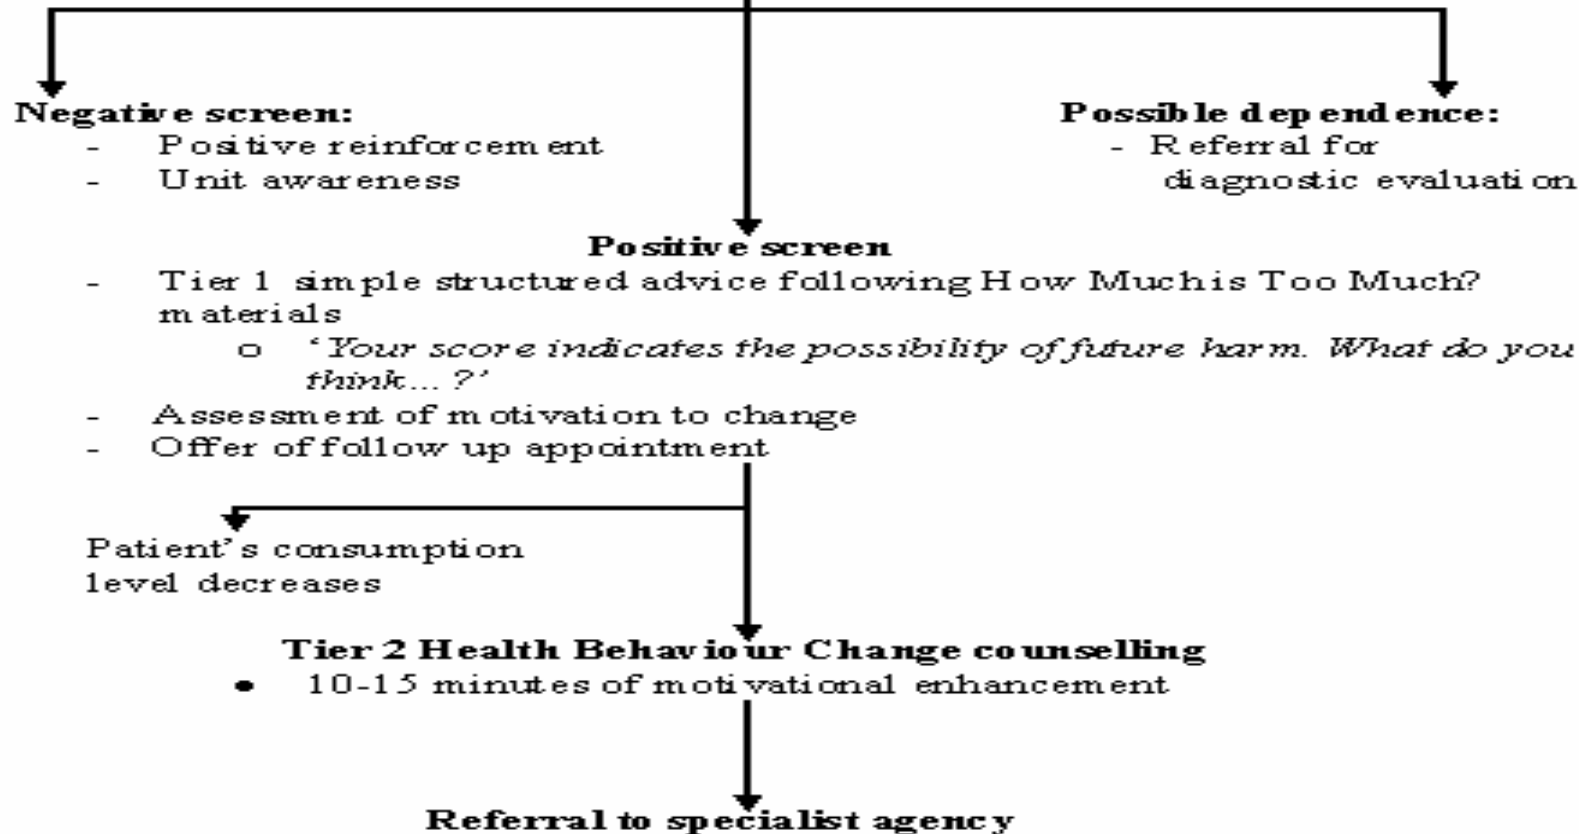 Negative screen:
- Positive reinforcement
- Unit awareness
Possible dependence:
- Referral for
diagnostic evaluation
Positive screen
- Tier 1 simple structured advice following How Much is Too Much?
materials
o 'Your score indicates the possibility of future harm. What do you
think... ?'
- Assessment of motivation to change
- Offer of follow up appointment
Patient's consumption
level decreases
Tier 2 Health Behaviour Change counselling
• 10-15 minutes of motivational enhancement
Referral to specialist agency